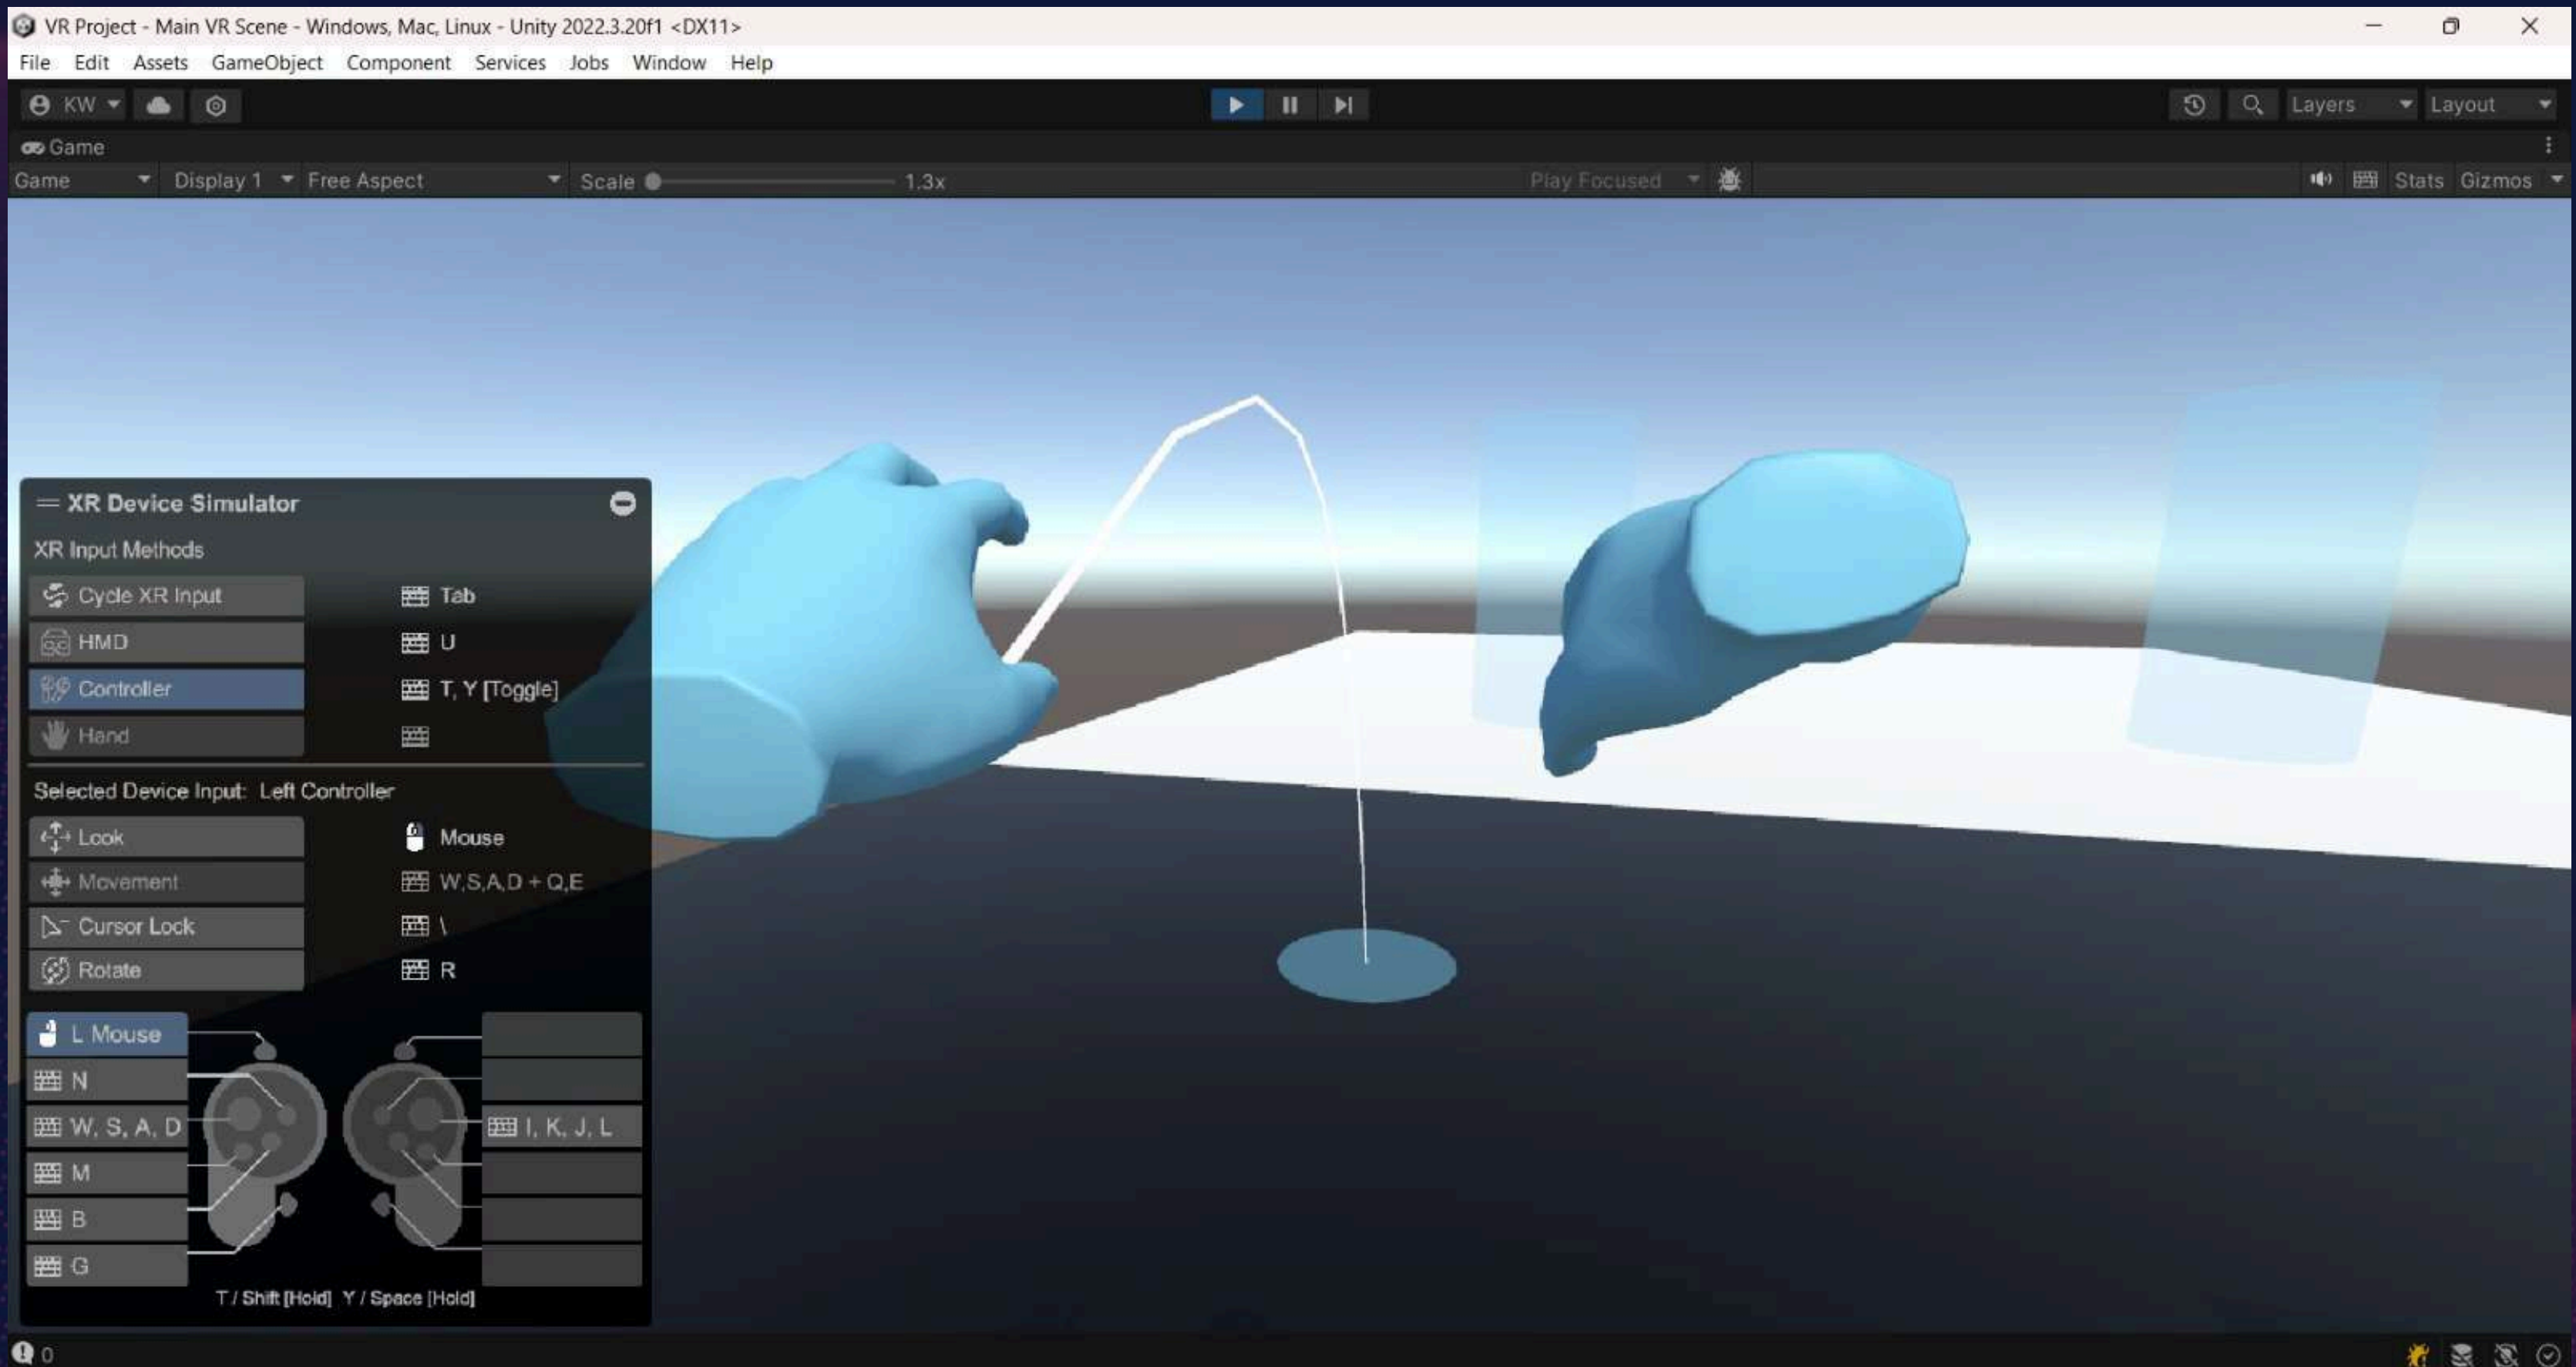 VR Project - Main VR Scene - Windows, Mac, Linux - Unity 2022.3.20f1 <DX11>
File Edit Assets GameObject Component Services Jobs Window Help
KW Layers Layout
Game
Game Display 1 Free Aspect Scale 1.3x Play Focused Stats Gizmos
XR Device Simulator
XR Input Methods
Cycle XR Input Tab
HMD U
Controller T, Y [Toggle]
Hand
Selected Device Input: Left Controller
Look Mouse
Movement W,S,A,D + Q,E
Cursor Lock \
Rotate R
L Mouse
N
W, S, A, D I, K, J, L
M
B
G
T / Shift [Hold] Y / Space [Hold]
0